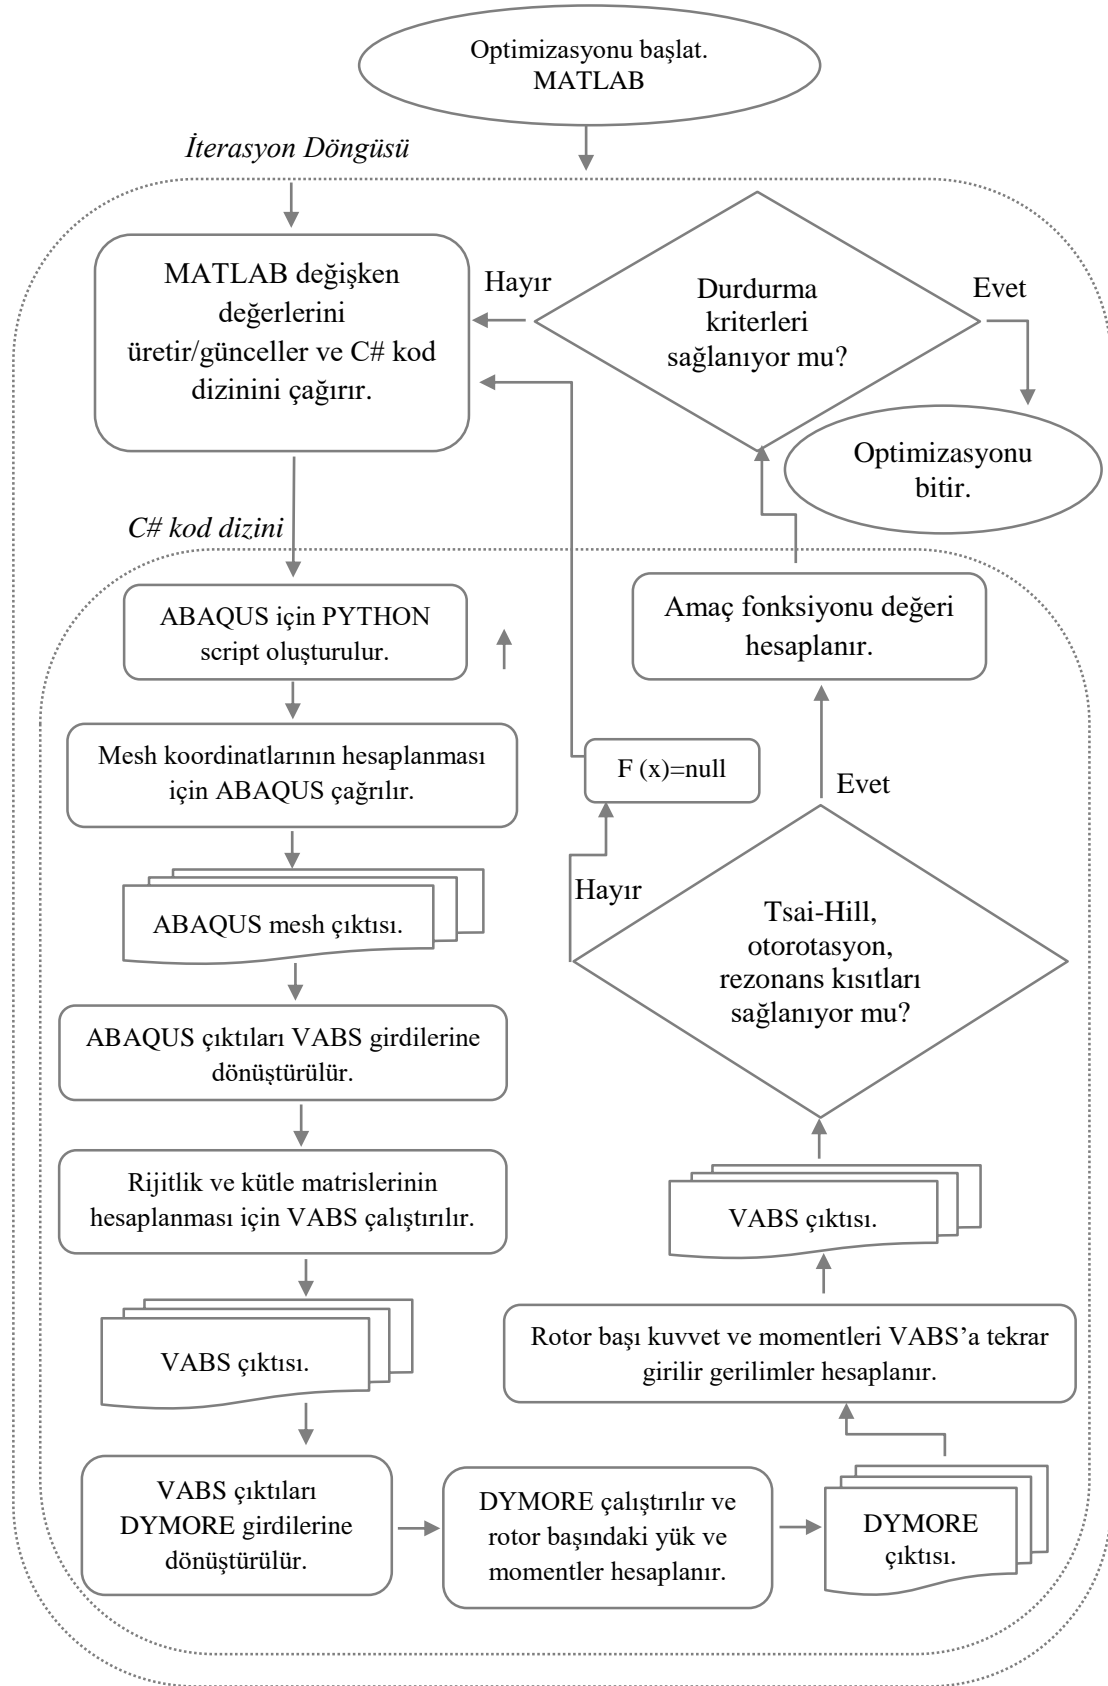 Optimizasyonu başlat.
MATLAB
İterasyon Döngüsü
MATLAB değişken
değerlerini
üretir/günceller ve C# kod
dizinini çağırır.
Hayır
Durdurma
kriterleri
sağlanıyor mu?
Evet
Optimizasyonu
bitir.
C# kod dizini
ABAQUS için PYTHON
script oluşturulur.
Mesh koordinatlarının hesaplanması
için ABAQUS çağrılır.
ABAQUS mesh çıktısı.
ABAQUS çıktıları VABS girdilerine
dönüştürülür.
Rijitlik ve kütle matrislerinin
hesaplanması için VABS çalıştırılır.
VABS çıktısı.
VABS çıktıları
DYMORE girdilerine
dönüştürülür.
DYMORE çalıştırılır ve
rotor başındaki yük ve
momentler hesaplanır.
DYMORE
çıktısı.
Rotor başı kuvvet ve momentleri VABS’a tekrar
girilir gerilimler hesaplanır.
VABS çıktısı.
Tsai-Hill,
otorotasyon,
rezonans kısıtları
sağlanıyor mu?
Hayır
F (x)=null
Evet
Amaç fonksiyonu değeri
hesaplanır.